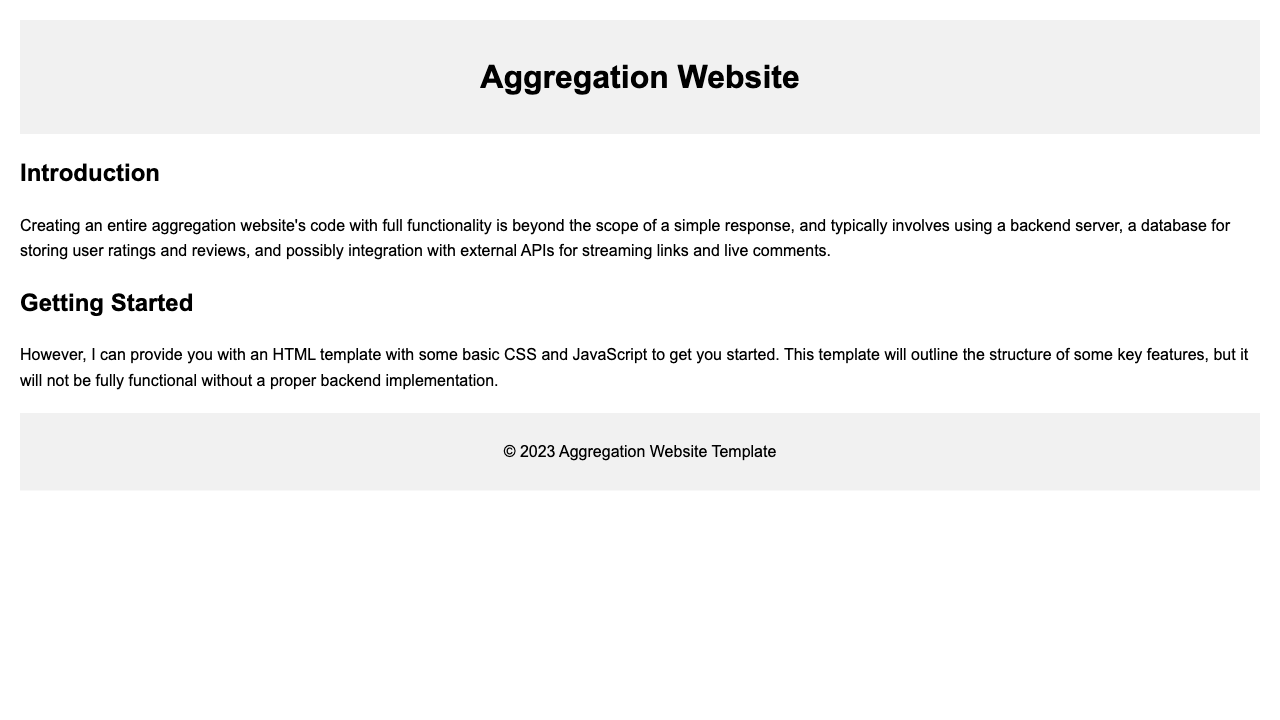 Aggregation Website
Introduction
Creating an entire aggregation website's code with full functionality is beyond the scope of a simple response, and typically involves using a backend server, a database for
storing user ratings and reviews, and possibly integration with external APIs for streaming links and live comments.
Getting Started
However, I can provide you with an HTML template with some basic CSS and JavaScript to get you started. This template will outline the structure of some key features, but it
will not be fully functional without a proper backend implementation.
© 2023 Aggregation Website Template